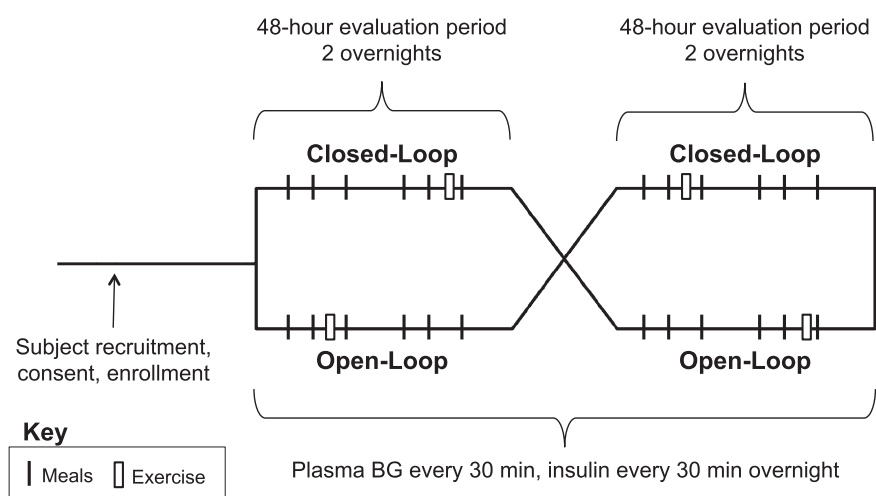 48-hour evaluation period
2 overnights
48-hour evaluation period
2 overnights
Closed-Loop
Closed-Loop
Subject recruitment,
consent, enrollment
Open-Loop
Open-Loop
Key
Meals
Exercise
Plasma BG every 30 min, insulin every 30 min overnight